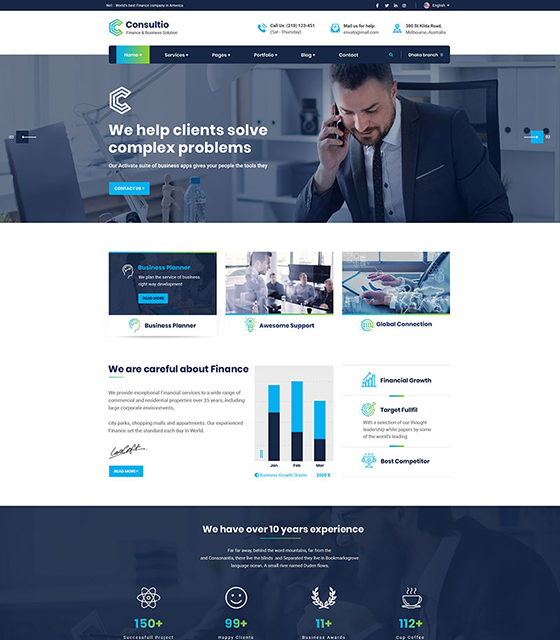 No1 - World's best Finance company in America
English
Consultio
Finance & Business Solution
Call Us: (210) 123-451
(Sat - Thursday)
Mail us for help:
envato@mail.com
380 St Kilda Road,
Melbourne, Australia
Home +
Services +
Pages +
Portfolio +
Blog +
Contact
Dhaka branch
We help clients solve
complex problems
Our Activate suite of business apps gives your people the tools they
CONTACT US +
Business Planner
We plan the service of business
right way development
READ MORE
Business Planner
Awesome Support
Global Connection
We are careful about Finance
We provide exceptional Financial services to a wide range of
commercial and residential properties over 35 years, including
large corporate environments,
city parks, shopping malls and appartments. Our experienced
Finance set the standard each day in World.
READ MORE +
2020
Jan
Feb
Mar
Business Growth Stastic
2020
Financial Growth
Target Fullfil
With a selection of our thought
leadership white papers by some
of the world's leading
Best Competitor
We have over 10 years experience
Far far away, behind the word mountains, far from the
and Consonantia, there live the blinds and Separated they live in Bookmarksgrove
language ocean. A small river named Duden flows.
150+
Successfull Project
99+
Happy Clients
11+
Business Awards
112+
Cup Coffee